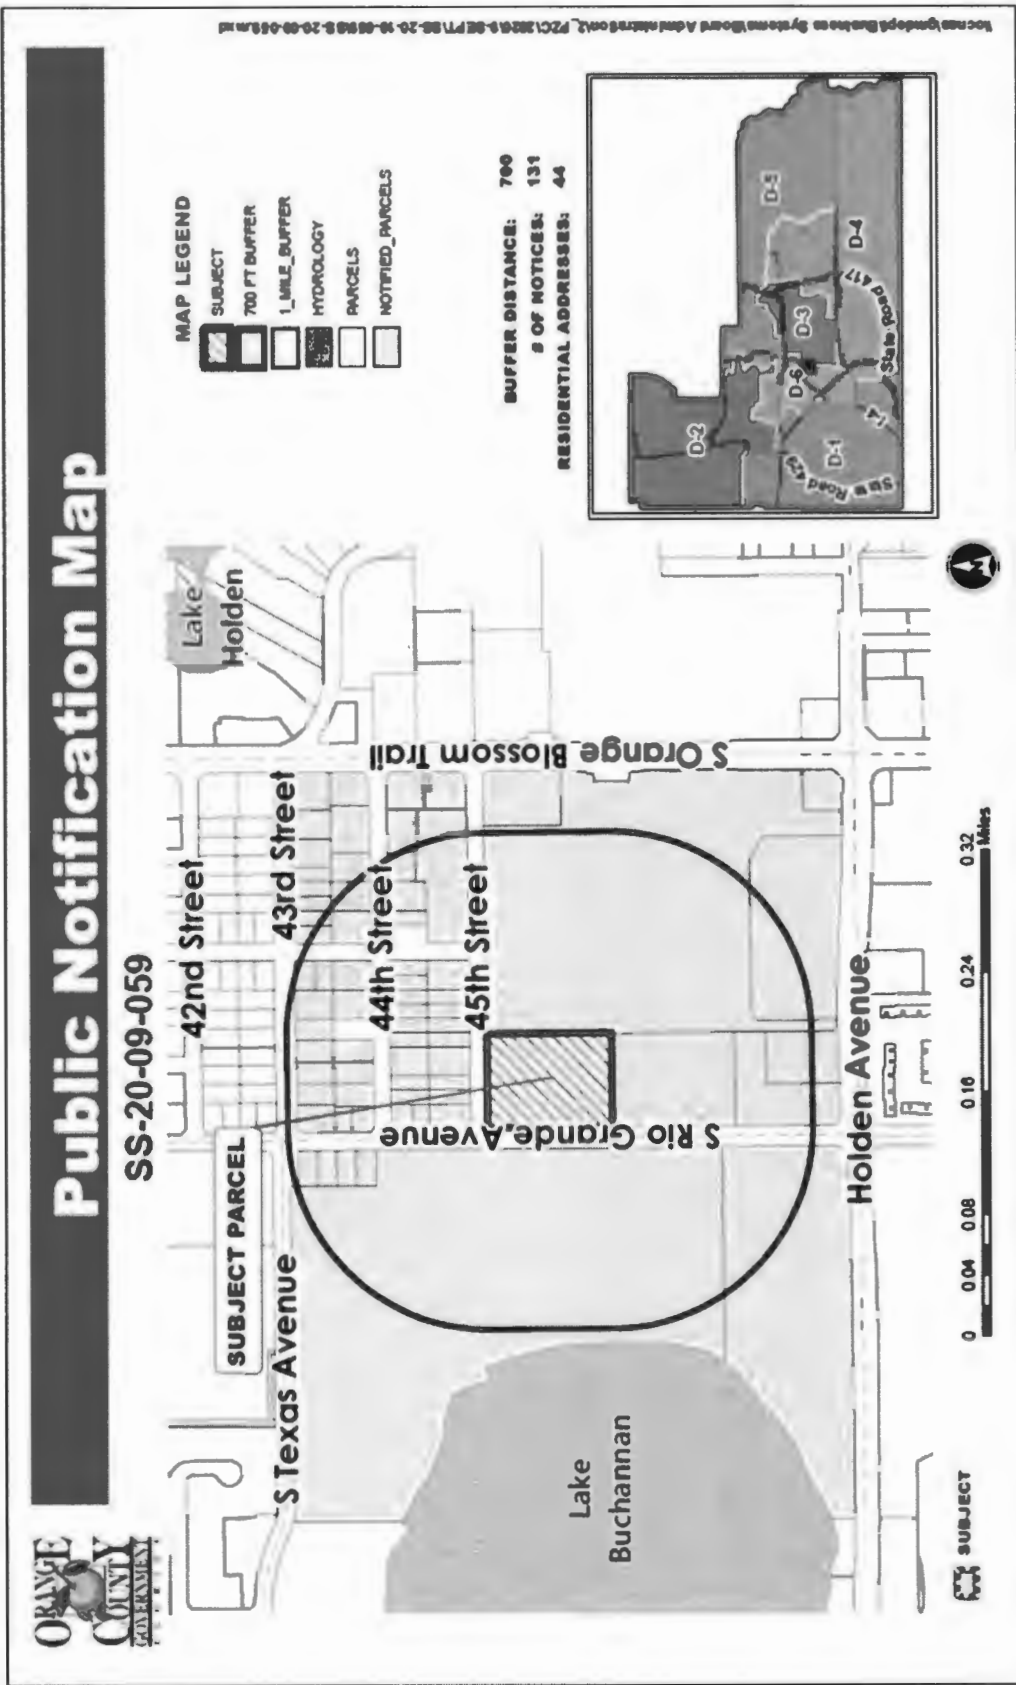 ORANGE
COUNTY
GOVERNMENT
Public Notification Map
SS-20-09-059
MAP LEGEND
SUBJECT
700 FT BUFFER
1_MILE_BUFFER
HYDROLOGY
PARCELS
NOTIFIED_PARCELS
BUFFER DISTANCE: 700
# OF NOTICES: 131
RESIDENTIAL ADDRESSES: 44
D-2
D-5
D-3
D-6
D-4
D-1
State Road 429
I-4
State Road 417
SUBJECT PARCEL
S Texas Avenue
42nd Street
43rd Street
44th Street
45th Street
S Rio Grande Avenue
S Orange Blossom Trail
Holden Avenue
Lake
Holden
Lake
Buchannan
SUBJECT
0 0.04 0.08 0.16 0.24 0.32
Miles
N